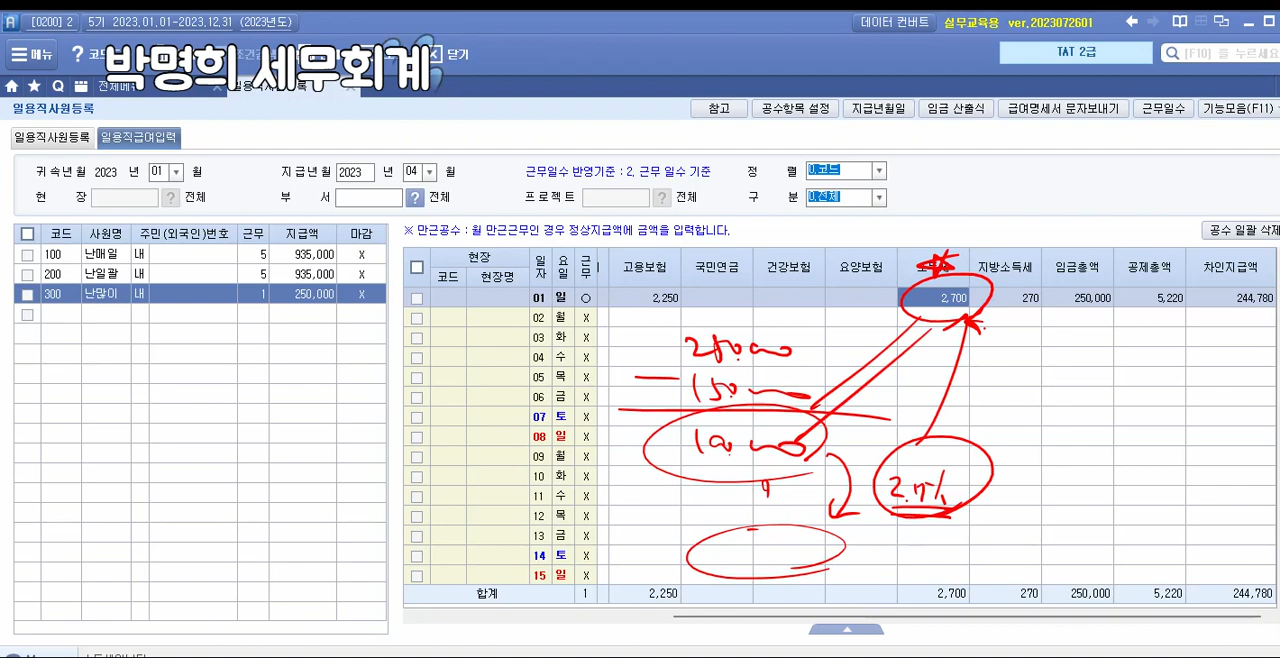 [0200] 2 5기 2023.01.01-2023.12.31 (2023년도) 데이터 컨버트 실무교육용 ver.2023072601
메뉴 ? 코 닫기 TAT 2급 [F10] 를 누르세요
박명희 세무회계
전체메
일용직사원등록 참고 공수항목 설정 지급년월일 임금 산출식 급여명세서 문자보내기 근무일수 기능모음(F11)
일용직사원등록 일용직급여입력
귀속년월 2023 년 01 월 지급년월 2023 년 04 월 근무일수 반영기준 : 2, 근무 일수 기준 정 렬 0.코드
현 장 ? 전체 부 서 ? 전체 프로젝트 ? 전체 구 분 0.전체
※ 만근공수 : 월 만근근무인 경우 정상지급액에 금액을 입력합니다. 공수 일괄 삭제
코드 사원명 주민(외국인)번호 근무 지급액 마감
100 난매일 내 5 935,000 X
200 난일괄 내 5 935,000 X
300 난많이 내 1 250,000 X
현장 일자 요일 근무 고용보험 국민연금 건강보험 요양보험 지방소득세 임금총액 공제총액 차인지급액
코드 현장명
01 일 ○ 2,250 2,700 270 250,000 5,220 244,780
02 월 X
03 화 X
04 수 X
05 목 X
06 금 X
07 토 X
08 일 X
09 월 X
10 화 X
11 수 X
12 목 X
13 금 X
14 토 X
15 일 X
합계 1 2,250 2,700 270 250,000 5,220 244,780
2.7%